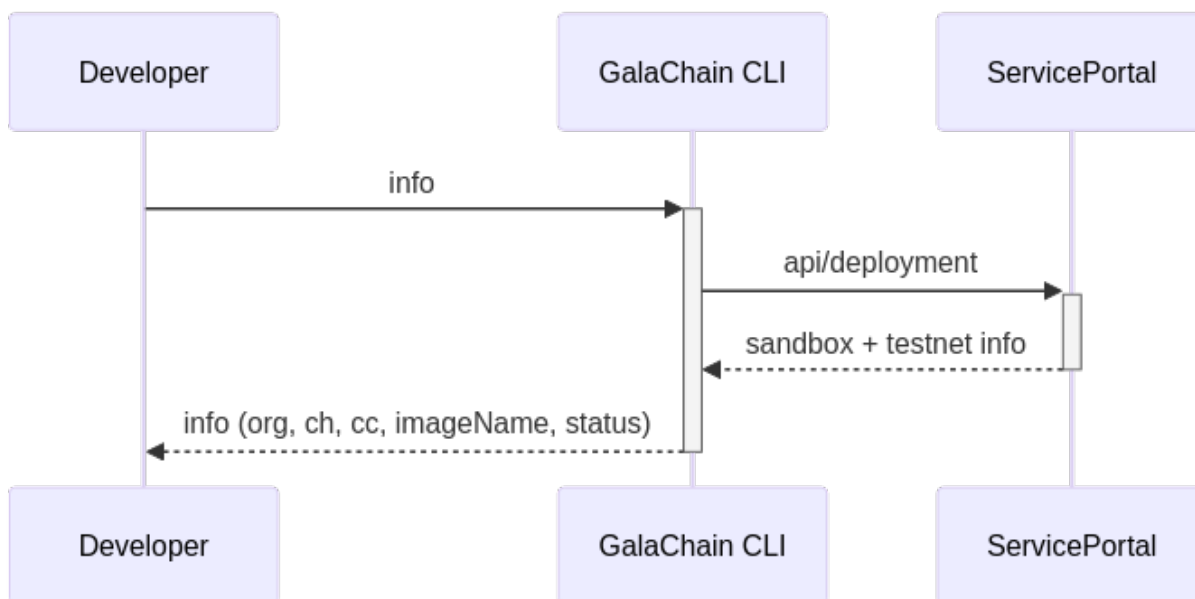 Developer
GalaChain CLI
ServicePortal
info
api/deployment
sandbox + testnet info
info (org, ch, cc, imageName, status)
Developer
GalaChain CLI
ServicePortal